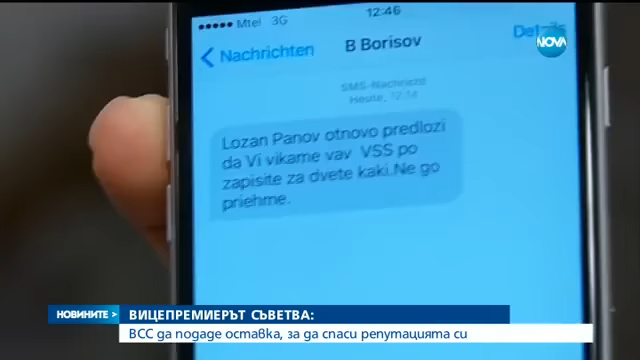 Mtel 3G
12:46
Nachrichten
B Borisov
Details
NOVA
SMS-Nachricht
Heute, 12:14
Lozan Panov otnovo predlozi
da Vi vikame vav VSS po
zapisite za dvete kaki.Ne go
priehme.
НОВИНИТЕ
ВИЦЕПРЕМИЕРЪТ СЪВЕТВА:
ВСС да подаде оставка, за да спаси репутацията си